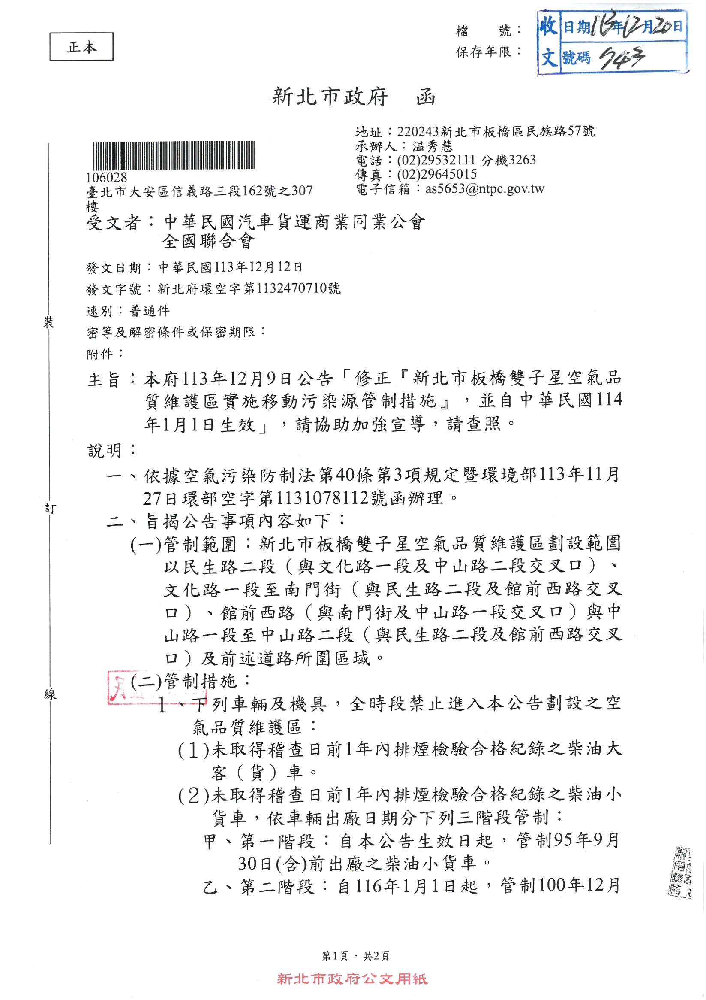 正本
檔　　號：
保存年限：
收文 日期113年12月20日
號碼 943
新北市政府　函
地址：220243新北市板橋區民族路57號
承辦人：温秀慧
電話：(02)29532111 分機3263
傳真：(02)29645015
電子信箱：as5653@ntpc.gov.tw
106028
臺北市大安區信義路三段162號之307
樓
受文者：中華民國汽車貨運商業同業公會
全國聯合會
發文日期：中華民國113年12月12日
發文字號：新北府環空字第1132470710號
速別：普通件
密等及解密條件或保密期限：
附件：
主旨：本府113年12月9日公告「修正『新北市板橋雙子星空氣品
質維護區實施移動污染源管制措施』，並自中華民國114
年1月1日生效」，請協助加強宣導，請查照。
說明：
一、依據空氣污染防制法第40條第3項規定暨環境部113年11月
27日環部空字第1131078112號函辦理。
二、旨揭公告事項內容如下：
(一)管制範圍：新北市板橋雙子星空氣品質維護區劃設範圍
以民生路二段（與文化路一段及中山路二段交叉口）、
文化路一段至南門街（與民生路二段及館前西路交叉
口）、館前西路（與南門街及中山路一段交叉口）與中
山路一段至中山路二段（與民生路二段及館前西路交叉
口）及前述道路所圍區域。
(二)管制措施：
1、下列車輛及機具，全時段禁止進入本公告劃設之空
氣品質維護區：
(1)未取得稽查日前1年內排煙檢驗合格紀錄之柴油大
客（貨）車。
(2)未取得稽查日前1年內排煙檢驗合格紀錄之柴油小
貨車，依車輛出廠日期分下列三階段管制：
甲、第一階段：自本公告生效日起，管制95年9月
30日(含)前出廠之柴油小貨車。
乙、第二階段：自116年1月1日起，管制100年12月
裝
訂
線
第1頁，共2頁
新北市政府公文用紙